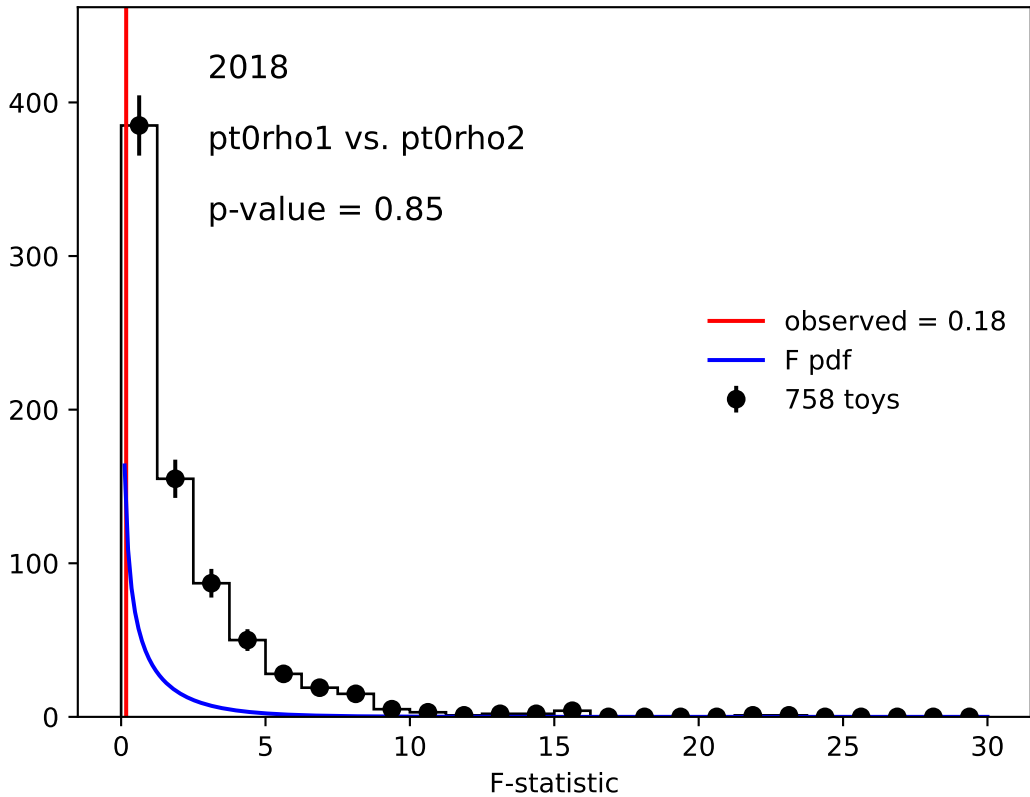 2018
pt0rho1 vs. pt0rho2
p-value = 0.85
observed = 0.18
F pdf
758 toys
400
300
200
100
0
0 5 10 15 20 25 30
F-statistic